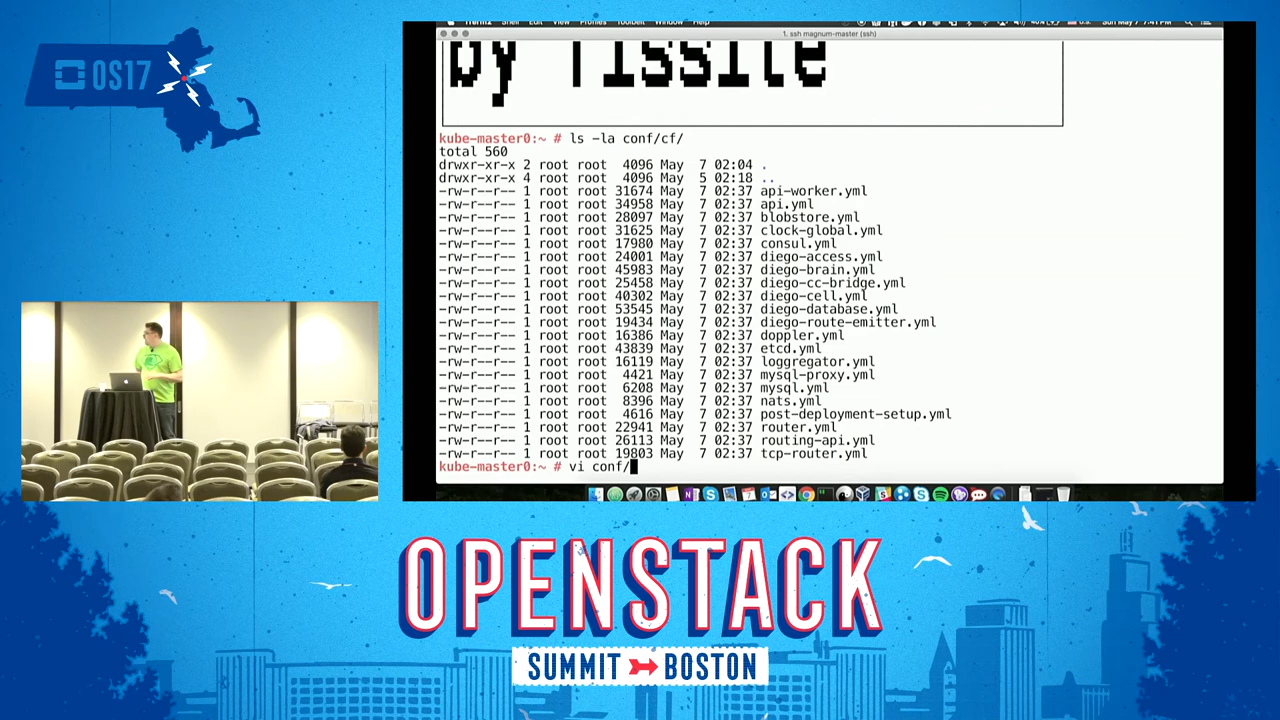 OS17
1. ssh magnum-master (ssh)
by fissile
kube-master0:~ # ls -la conf/cf/
total 560
drwxr-xr-x 2 root root 4096 May 7 02:04 .
drwxr-xr-x 4 root root 4096 May 5 02:18 ..
-rw-r--r-- 1 root root 31674 May 7 02:37 api-worker.yml
-rw-r--r-- 1 root root 34958 May 7 02:37 api.yml
-rw-r--r-- 1 root root 28097 May 7 02:37 blobstore.yml
-rw-r--r-- 1 root root 31625 May 7 02:37 clock-global.yml
-rw-r--r-- 1 root root 17980 May 7 02:37 consul.yml
-rw-r--r-- 1 root root 24001 May 7 02:37 diego-access.yml
-rw-r--r-- 1 root root 45983 May 7 02:37 diego-brain.yml
-rw-r--r-- 1 root root 25458 May 7 02:37 diego-cc-bridge.yml
-rw-r--r-- 1 root root 40302 May 7 02:37 diego-cell.yml
-rw-r--r-- 1 root root 53545 May 7 02:37 diego-database.yml
-rw-r--r-- 1 root root 19434 May 7 02:37 diego-route-emitter.yml
-rw-r--r-- 1 root root 16386 May 7 02:37 doppler.yml
-rw-r--r-- 1 root root 43839 May 7 02:37 etcd.yml
-rw-r--r-- 1 root root 16119 May 7 02:37 loggregator.yml
-rw-r--r-- 1 root root 4421 May 7 02:37 mysql-proxy.yml
-rw-r--r-- 1 root root 6208 May 7 02:37 mysql.yml
-rw-r--r-- 1 root root 8396 May 7 02:37 nats.yml
-rw-r--r-- 1 root root 4616 May 7 02:37 post-deployment-setup.yml
-rw-r--r-- 1 root root 22941 May 7 02:37 router.yml
-rw-r--r-- 1 root root 26113 May 7 02:37 routing-api.yml
-rw-r--r-- 1 root root 19803 May 7 02:37 tcp-router.yml
kube-master0:~ # vi conf/
OPENSTACK
SUMMIT BOSTON